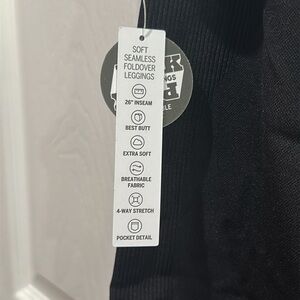 SOFT
SEAMLESS
FOLDOVER
LEGGINGS
26" INSEAM
BEST BUTT
EXTRA SOFT
BREATHABLE
FABRIC
4-WAY STRETCH
POCKET DETAIL